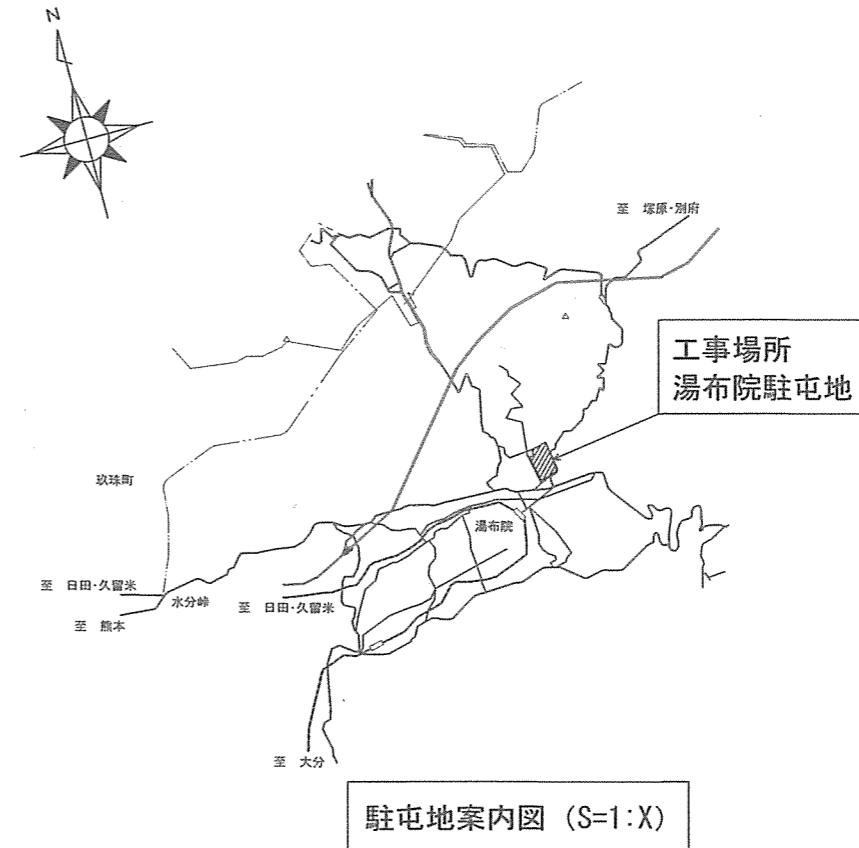 N
至 塚原・別府
工事場所
湯布院駐屯地
玖珠町
湯布院
至 日田・久留米
水分峠
至 日田・久留米
至 熊本
至 大分
駐屯地案内図 (S=1:X)